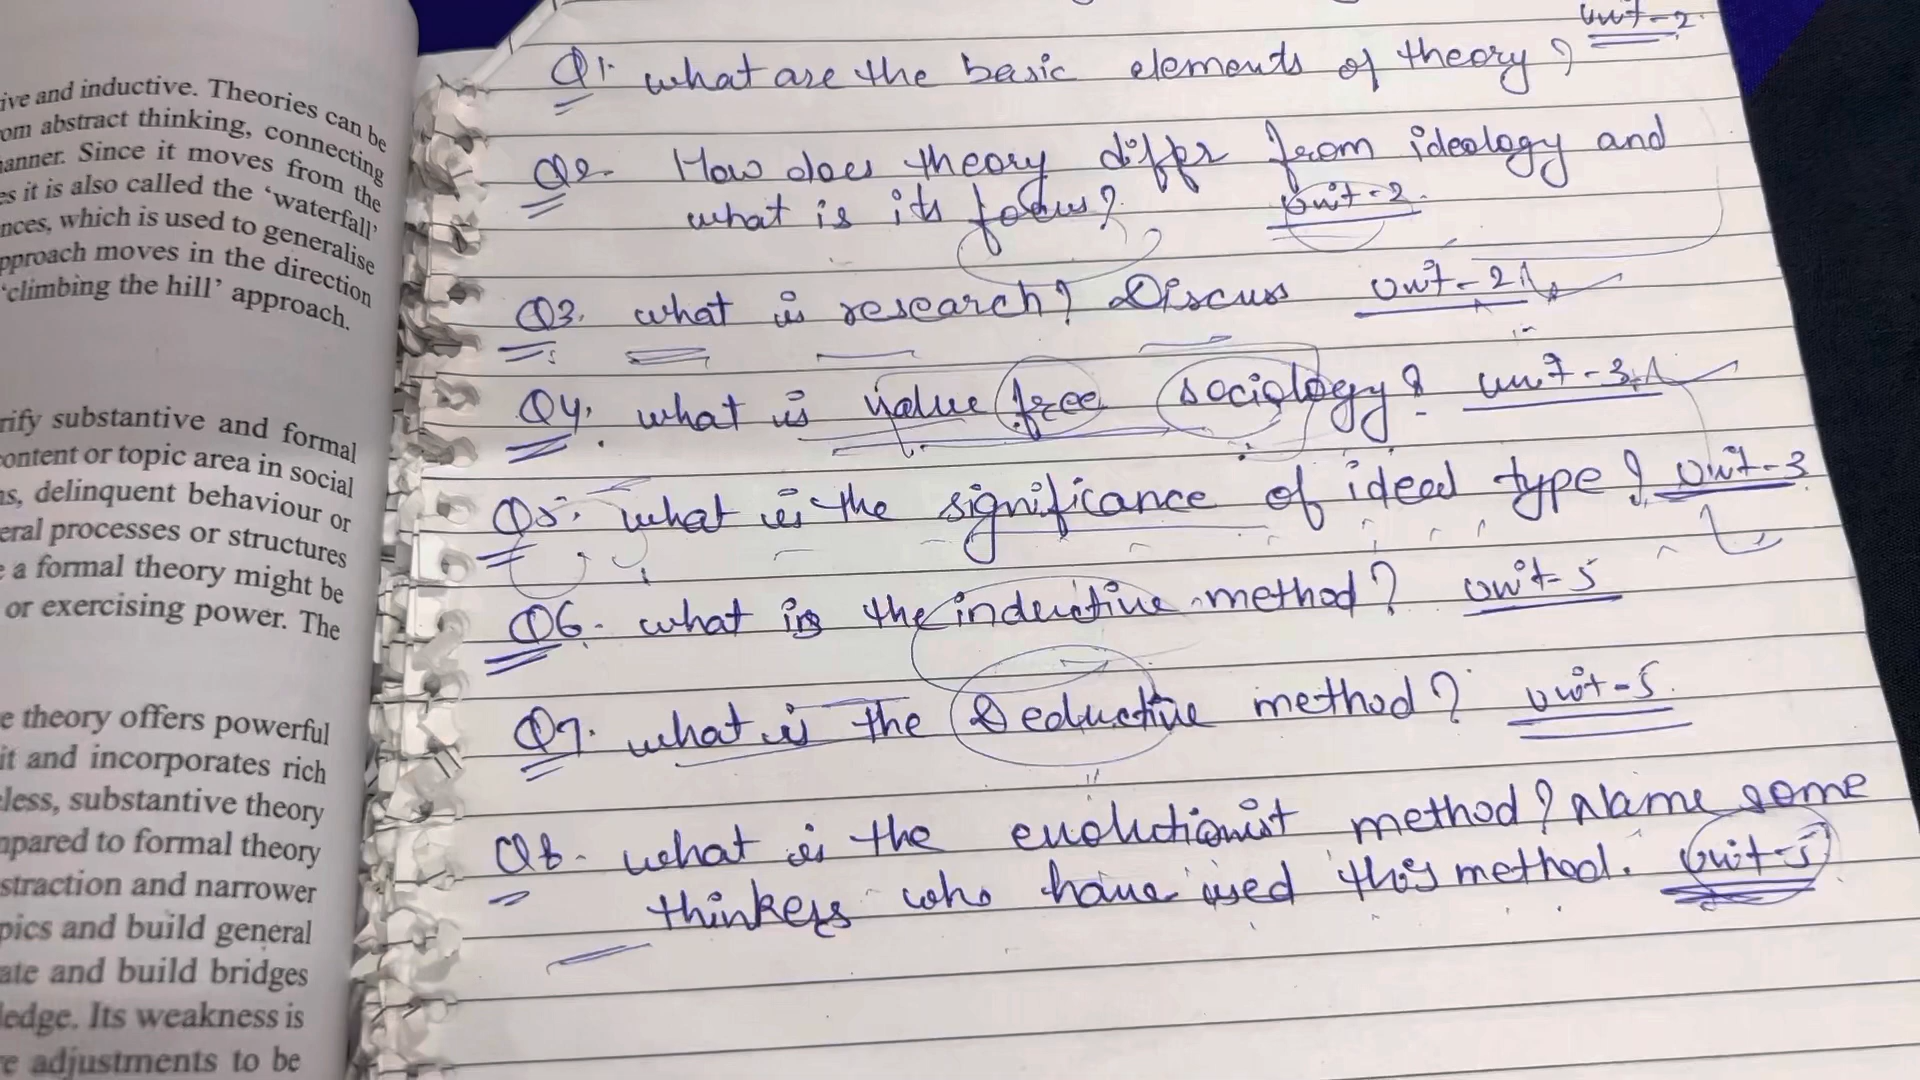 ive and inductive. Theories can be
om abstract thinking, connecting
anner. Since it moves from the
es it is also called the 'waterfall'
nces, which is used to generalise
pproach moves in the direction
'climbing the hill' approach.
rify substantive and formal
ontent or topic area in social
ns, delinquent behaviour or
eral processes or structures
e a formal theory might be
or exercising power. The
e theory offers powerful
it and incorporates rich
eless, substantive theory
mpared to formal theory
straction and narrower
pics and build general
ate and build bridges
ledge. Its weakness is
re adjustments to be
unit-2
Q1. what are the basic elements of theory?
Q2. How does theory differ from ideology and
what is its focus? unit-2
Q3. what is research? Discuss unit-2
Q4. what is value free sociology? unit-3
Q5. what is the significance of ideal type? unit-3
Q6. what is the inductive method? unit-5
Q7. what is the Deductive method? unit-5
Q8. what is the evolutionist method? Name some
thinkers who have used this method. unit-5